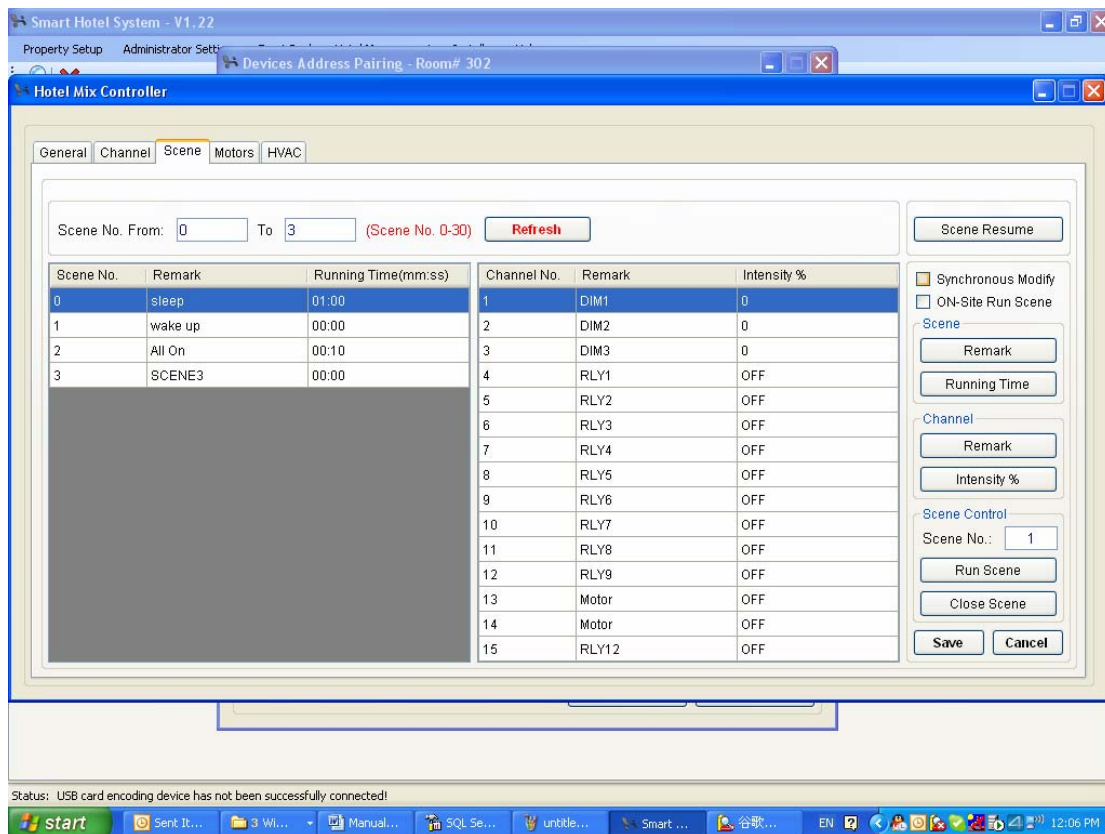 Smart Hotel System - V1.22
Property Setup Administrator
Devices Address Pairing - Room# 302
Hotel Mix Controller
General Channel Scene Motors HVAC
Scene No. From: 0 To 3 (Scene No. 0-30) Refresh Scene Resume
Scene No. Remark Running Time(mm:ss)
0 sleep 01:00
1 wake up 00:00
2 All On 00:10
3 SCENE3 00:00
Channel No. Remark Intensity %
1 DIM1 0
2 DIM2 0
3 DIM3 0
4 RLY1 OFF
5 RLY2 OFF
6 RLY3 OFF
7 RLY4 OFF
8 RLY5 OFF
9 RLY6 OFF
10 RLY7 OFF
11 RLY8 OFF
12 RLY9 OFF
13 Motor OFF
14 Motor OFF
15 RLY12 OFF
Synchronous Modify
ON-Site Run Scene
Scene
Remark
Running Time
Channel
Remark
Intensity %
Scene Control
Scene No.: 1
Run Scene
Close Scene
Save Cancel
Status: USB card encoding device has not been successfully connected!
start Sent It... 3 Wi... Manual... SQL Se... untitle... Smart ... 谷歌... EN 12:06 PM